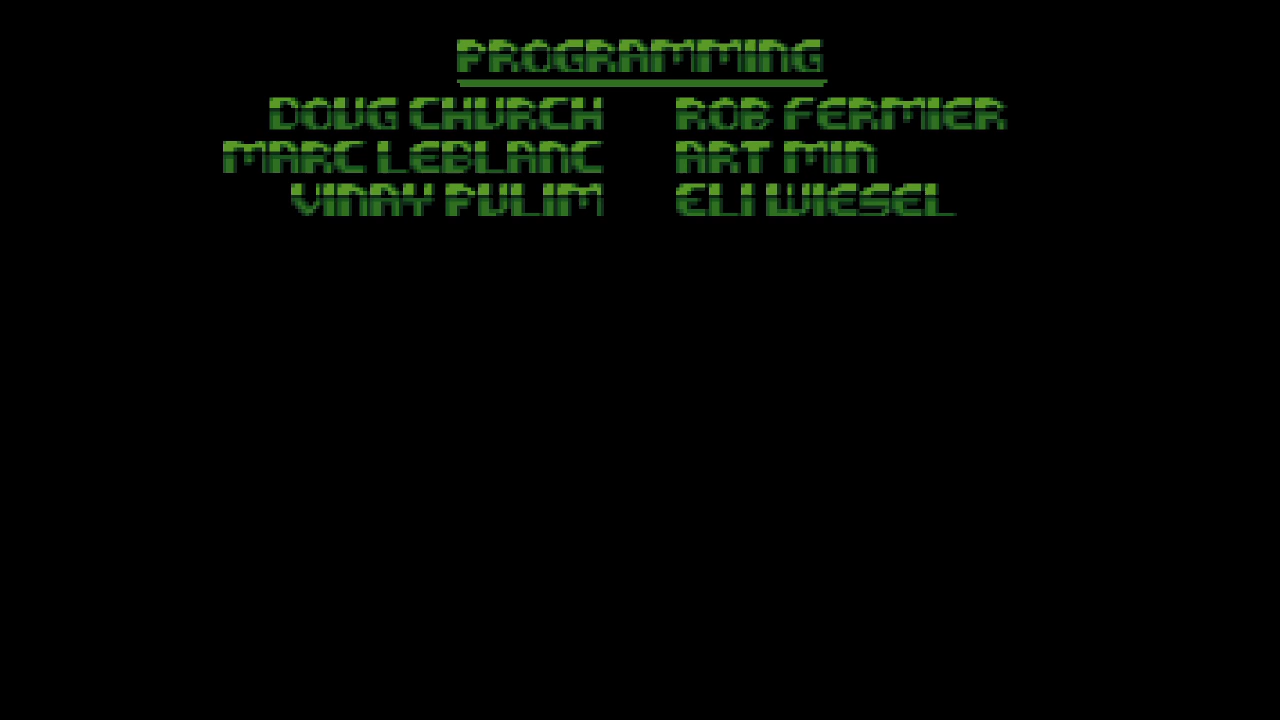 PROGRAMMING
DOUG CHURCH ROB FERMIER
MARC LEBLANC ART MIN
VINAY PULIM ELI WIESEL